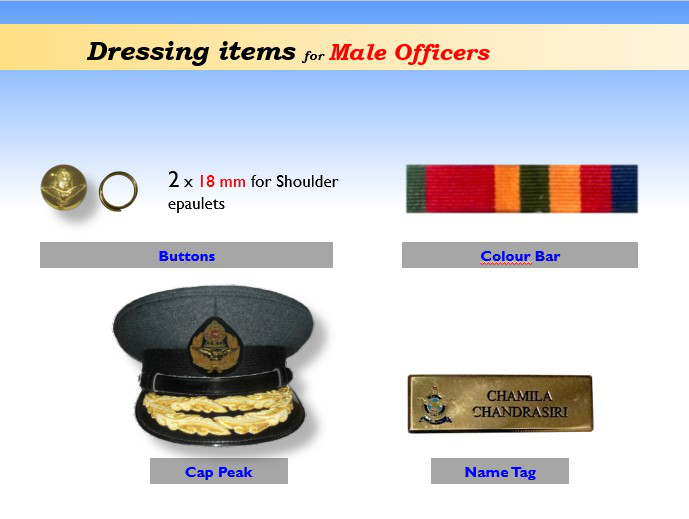 Dressing items for Male Officers
2 x 18 mm for Shoulder
epaulets
Buttons
Colour Bar
CHAMILA
CHANDRASIRI
Cap Peak
Name Tag